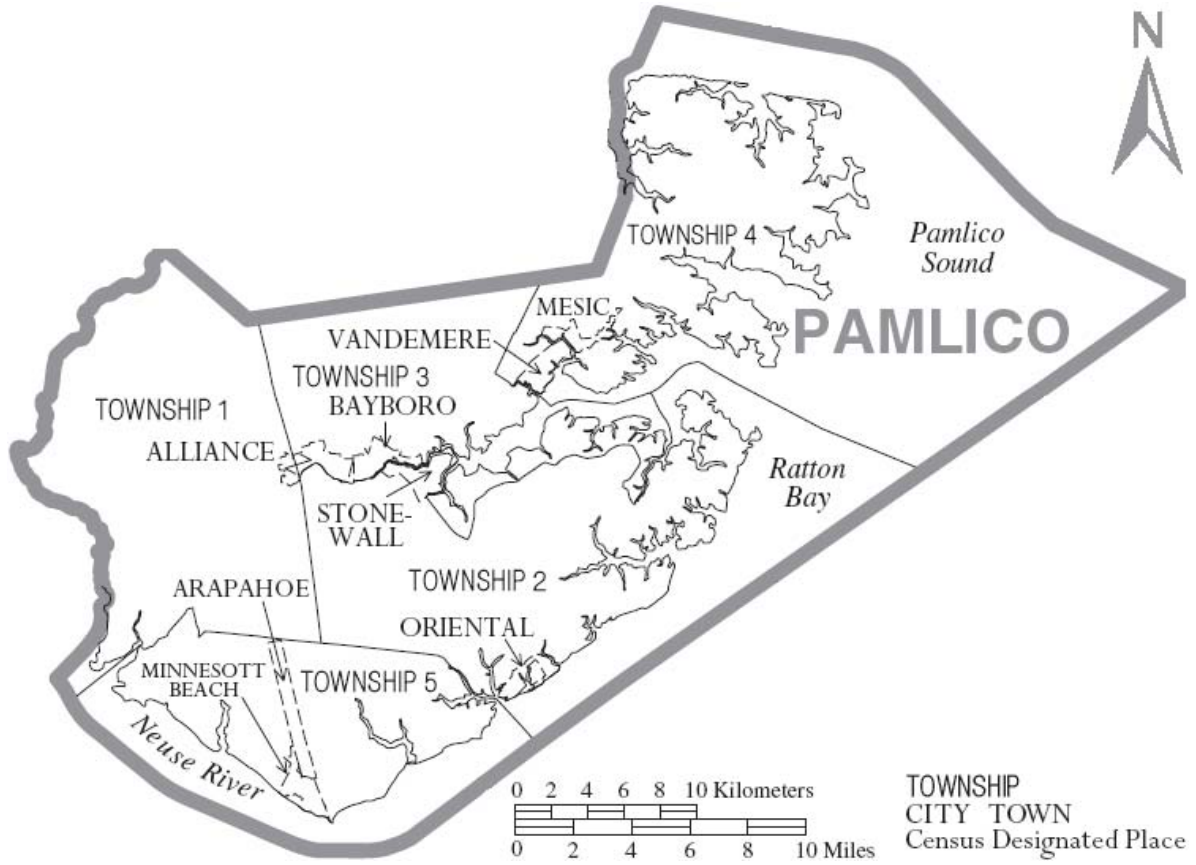 N
TOWNSHIP 4
Pamlico
Sound
MESIC
PAMLICO
VANDEMERE
TOWNSHIP 3
BAYBORO
TOWNSHIP 1
ALLIANCE
Ratton
Bay
STONE-
WALL
TOWNSHIP 2
ARAPAHOE
ORIENTAL
MINNESOTT
BEACH
TOWNSHIP 5
Neuse River
0 2 4 6 8 10 Kilometers
0 2 4 6 8 10 Miles
TOWNSHIP
CITY TOWN
Census Designated Place